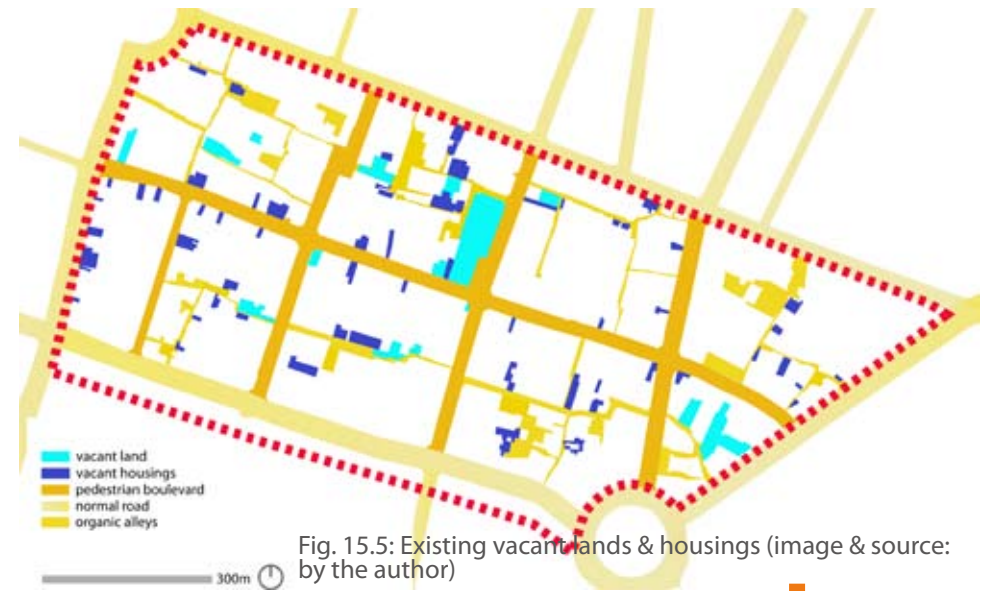 vacant land
vacant housings
pedestrian boulevard
normal road
organic alleys
300m
Fig. 15.5: Existing vacant lands & housings (image & source:
by the author)